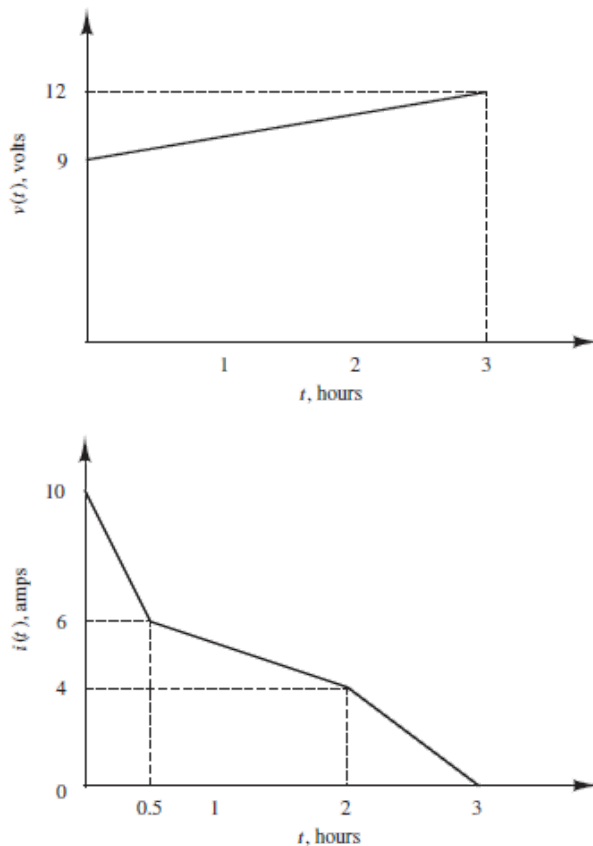 12
9
v(t), volts
1 2 3
t, hours
10
6
4
0
i(t), amps
0.5 1 2 3
t, hours